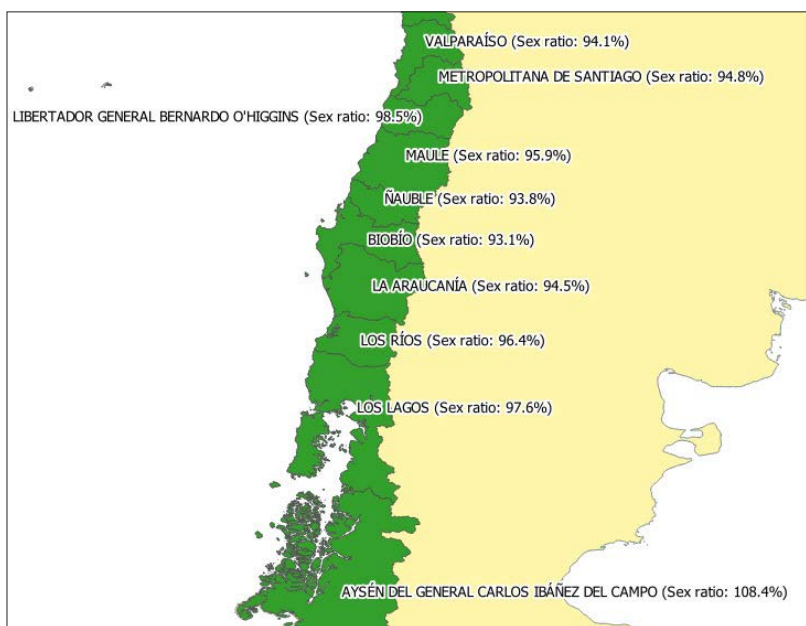 VALPARAÍSO (Sex ratio: 94.1%)
METROPOLITANA DE SANTIAGO (Sex ratio: 94.8%)
LIBERTADOR GENERAL BERNARDO O'HIGGINS (Sex ratio: 98.5%)
MAULE (Sex ratio: 95.9%)
ÑAUBLE (Sex ratio: 93.8%)
BIOBÍO (Sex ratio: 93.1%)
LA ARAUCANÍA (Sex ratio: 94.5%)
LOS RÍOS (Sex ratio: 96.4%)
LOS LAGOS (Sex ratio: 97.6%)
AYSÉN DEL GENERAL CARLOS IBÁÑEZ DEL CAMPO (Sex ratio: 108.4%)